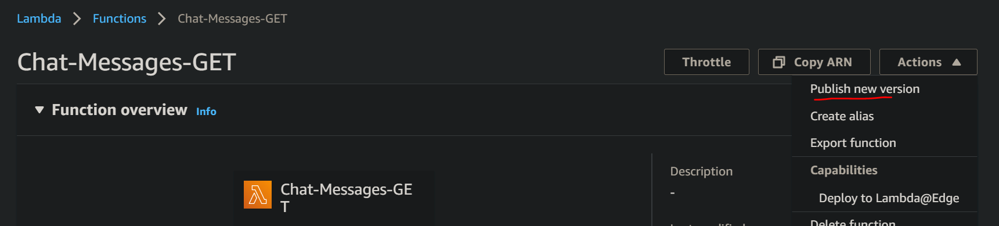 Lambda Functions Chat-Messages-GET
Chat-Messages-GET
Throttle
Copy ARN
Actions
Publish new version
Create alias
Export function
Capabilities
Deploy to Lambda@Edge
Delete function
Function overview Info
Chat-Messages-GE
T
Description
-